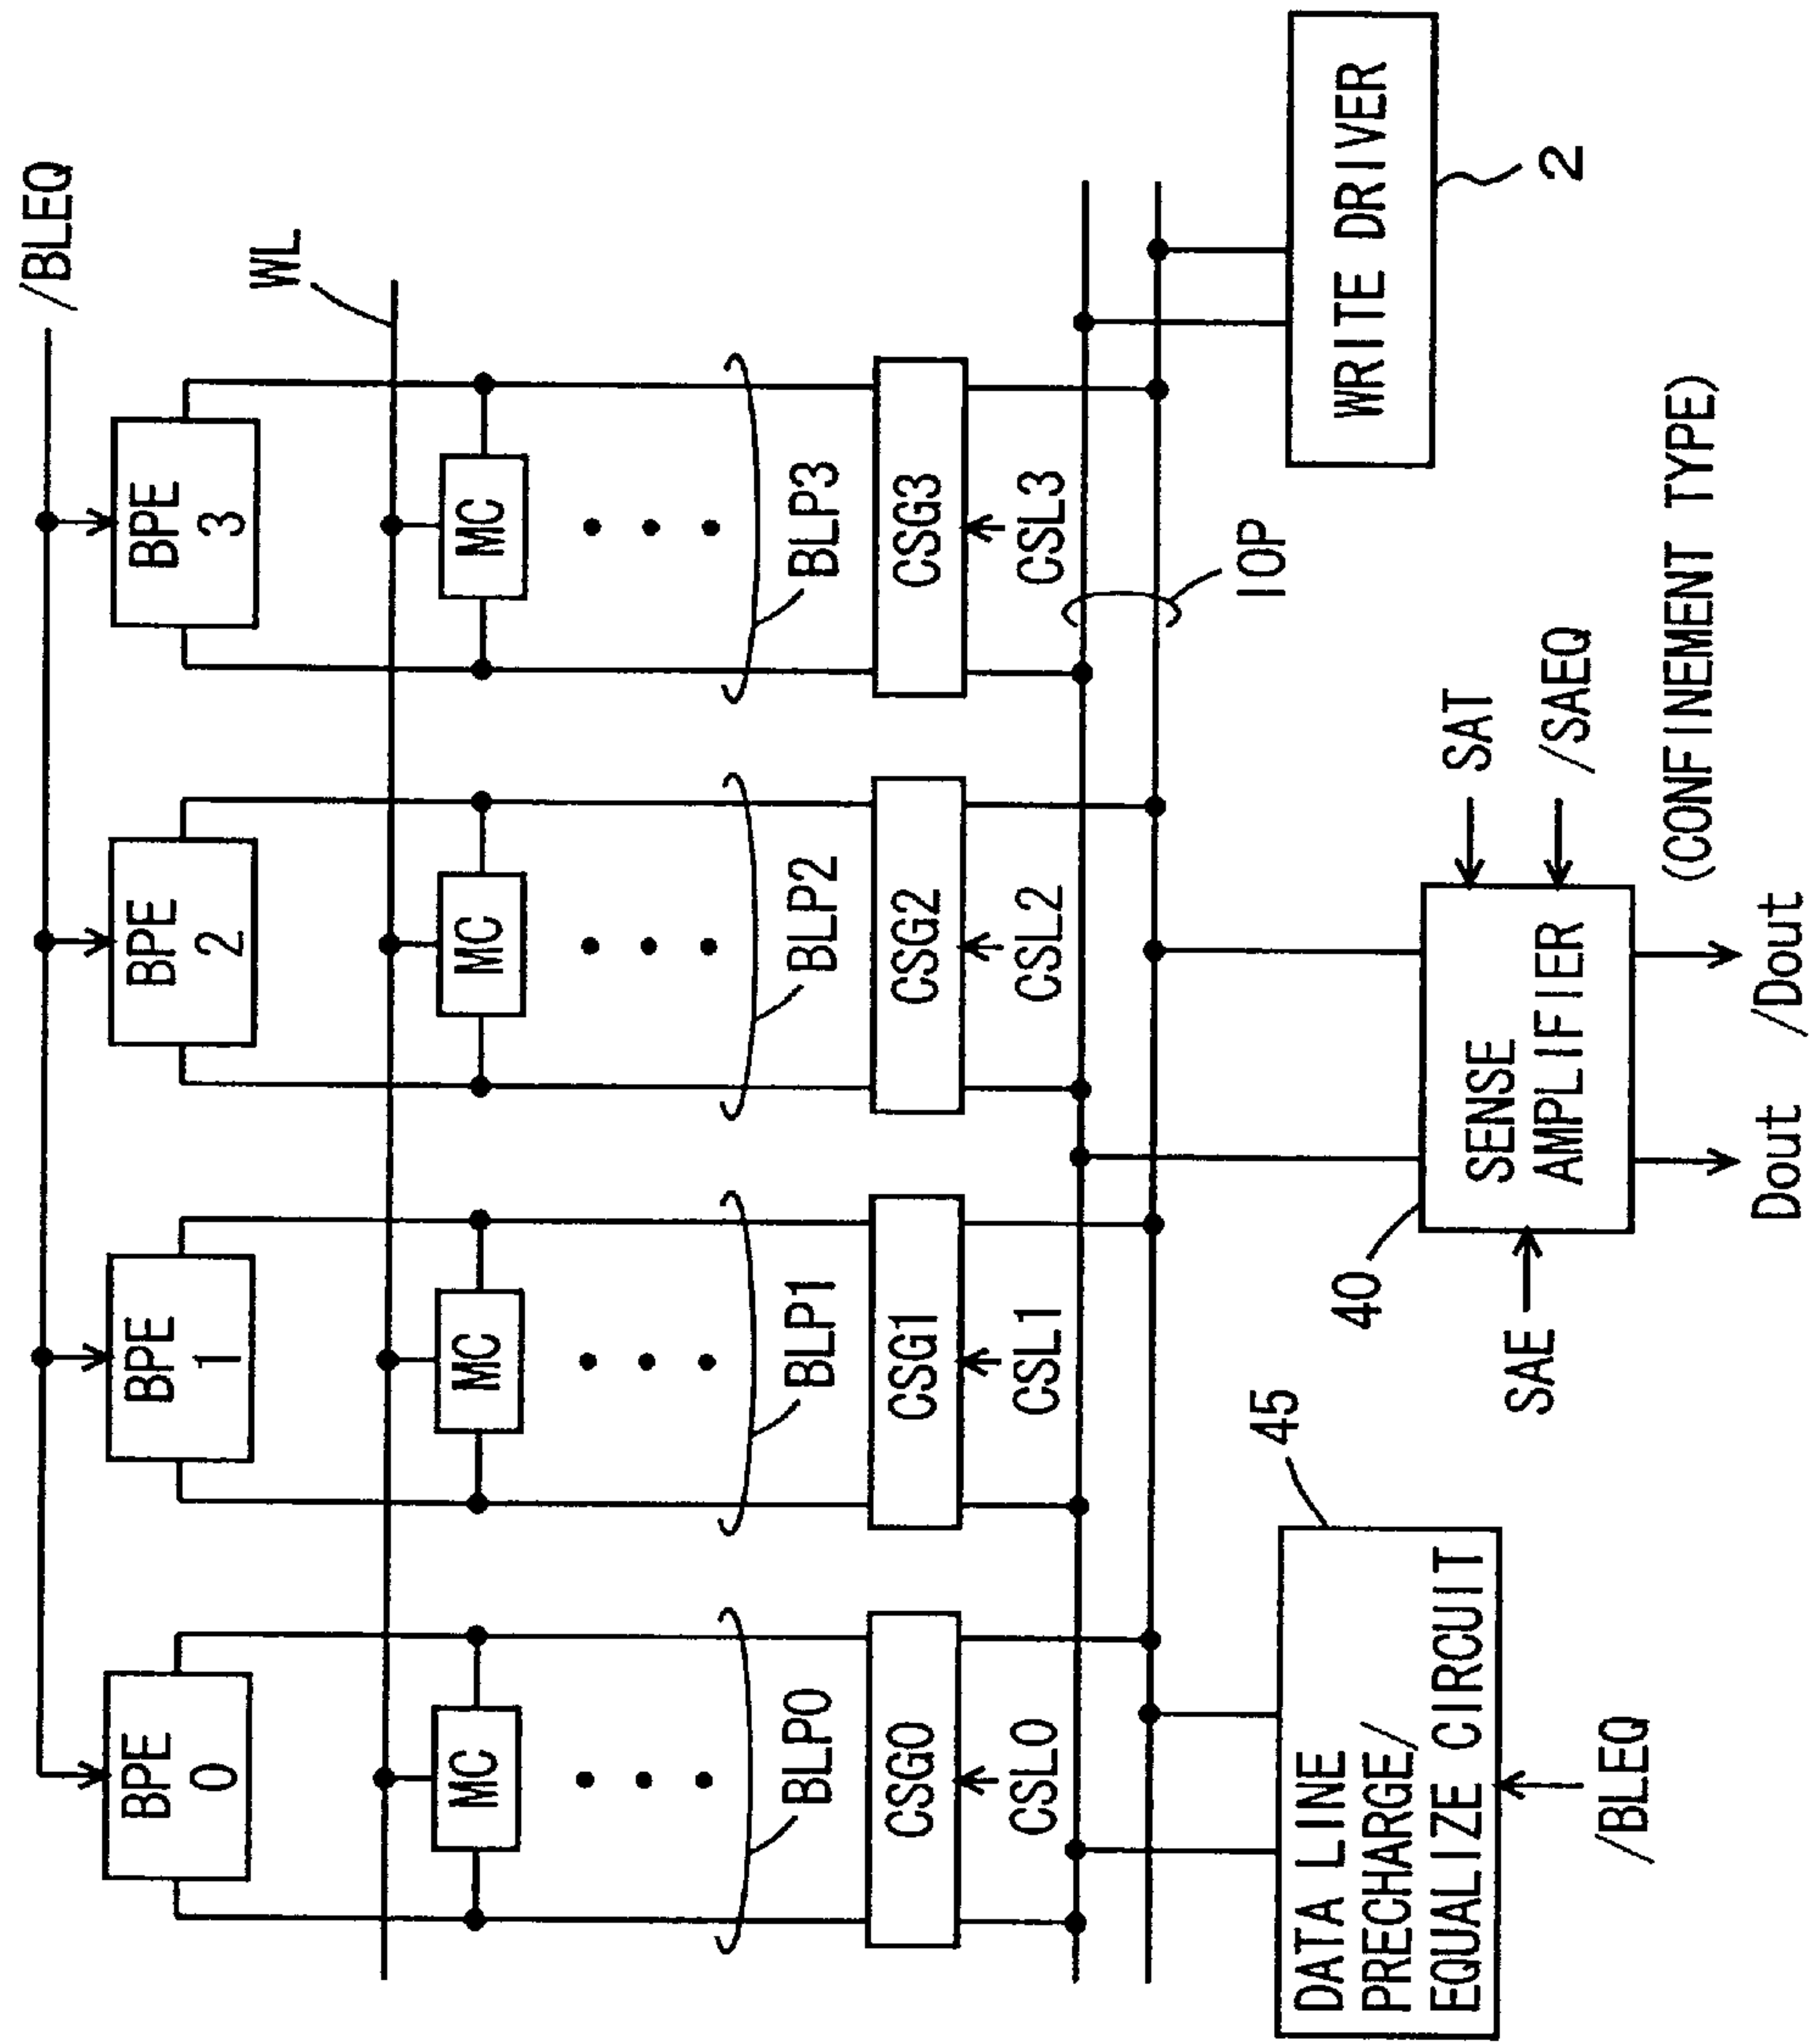 /BLEQ
BPE
0
BPE
1
BPE
2
BPE
3
WL
MC
MC
MC
MC
BLP0
BLP1
BLP2
BLP3
CSG0
CSG1
CSG2
CSG3
CSL0
CSL1
CSL2
CSL3
IOP
DATA LINE
PRECHARGE/
EQUALIZE CIRCUIT
45
/BLEQ
40
SENSE
AMPLIFIER
SAE
SAT
/SAEQ
(CONFINEMENT TYPE)
Dout
/Dout
WRITE DRIVER
2